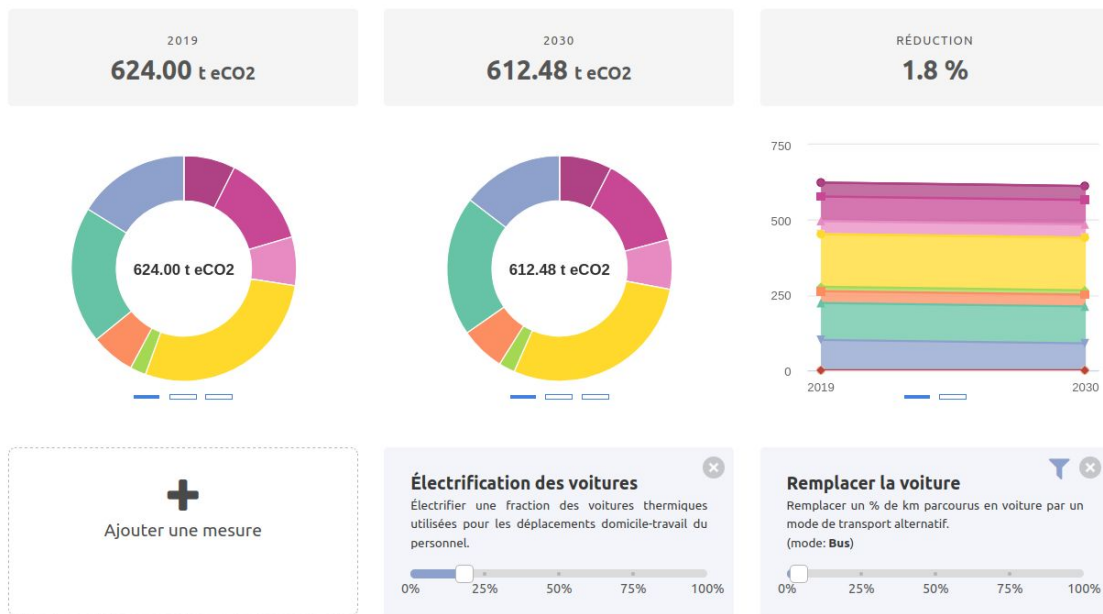 2019
624.00 t eCO2
2030
612.48 t eCO2
RÉDUCTION
1.8 %
624.00 t eCO2
612.48 t eCO2
750
500
250
0
2019
2030
Ajouter une mesure
Électrification des voitures
Électrifier une fraction des voitures thermiques
utilisées pour les déplacements domicile-travail du
personnel.
0%
25%
50%
75%
100%
Remplacer la voiture
Remplacer un % de km parcourus en voiture par un
mode de transport alternatif.
(mode: Bus)
0%
25%
50%
75%
100%